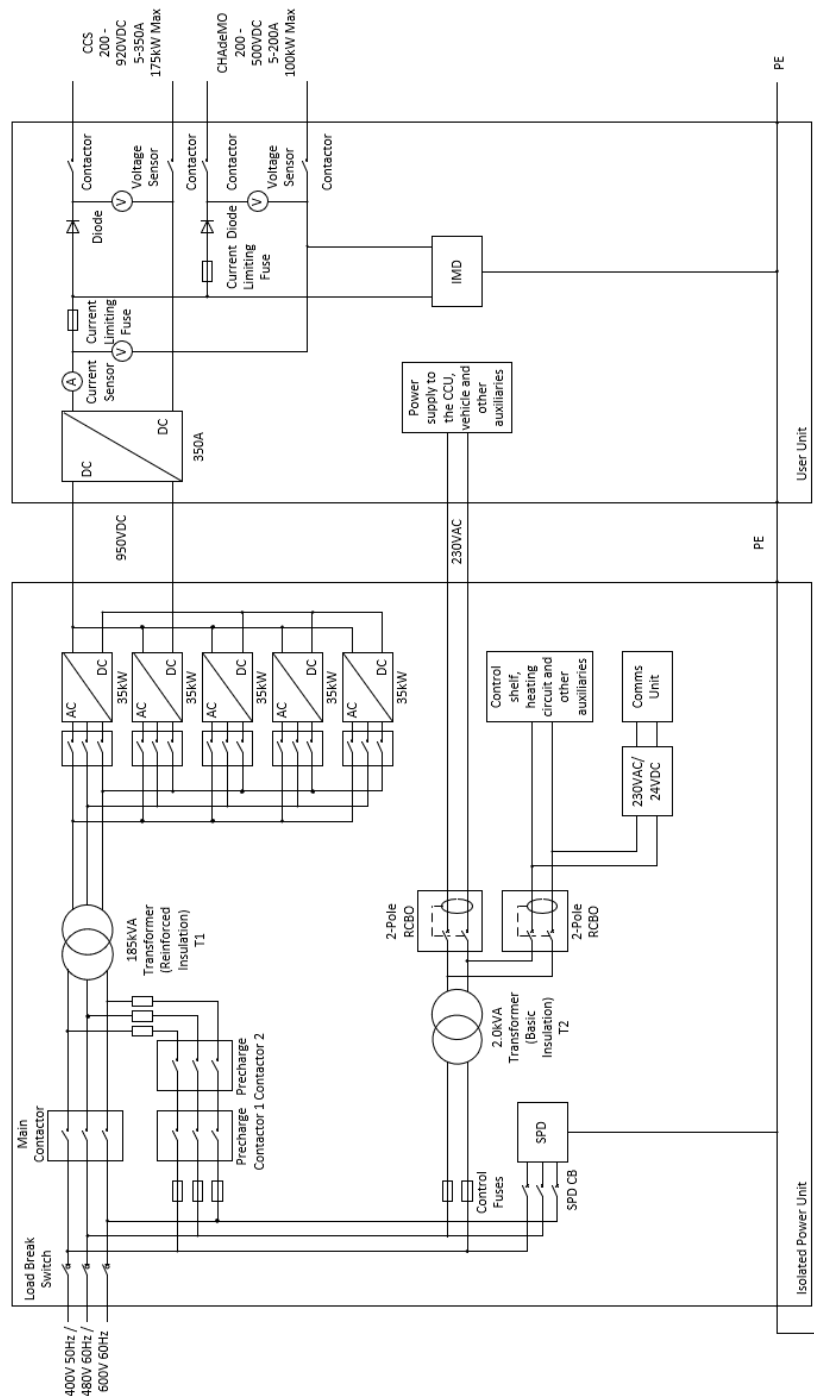 400V 50Hz /
480V 60Hz /
600V 60Hz
Load Break
Switch
Main
Contactor
Precharge
Contactor 1
Precharge
Contactor 2
185kVA
Transformer
(Reinforced
Insulation)
T1
AC
DC
35kW
AC
DC
35kW
AC
DC
35kW
AC
DC
35kW
AC
DC
35kW
Control
Fuses
2.0kVA
Transformer
(Basic
Insulation)
T2
2-Pole
RCBO
2-Pole
RCBO
Control
shelf,
heating
circuit and
other
auxiliaries
230VAC/
24VDC
Comms
Unit
SPD
SPD CB
Isolated Power Unit
950VDC
230VAC
PE
DC
DC
350A
A
Current
Sensor
V
Current
Limiting
Fuse
Diode
V
Voltage
Sensor
Contactor
Contactor
Current
Limiting
Fuse
Diode
V
Contactor
Voltage
Sensor
Contactor
IMD
Power
supply to
the CCU,
vehicle and
other
auxiliaries
User Unit
CCS
200 -
920VDC
5-350A
175kW Max
CHAdeMO
200 -
500VDC
5-200A
100kW Max
PE